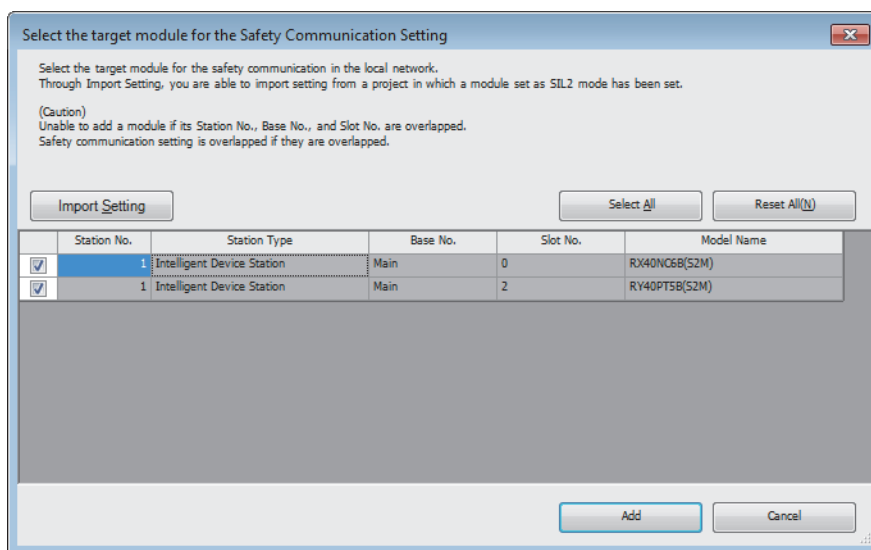 Select the target module for the Safety Communication Setting
Select the target module for the safety communication in the local network.
Through Import Setting, you are able to import setting from a project in which a module set as SIL2 mode has been set.
(Caution)
Unable to add a module if its Station No., Base No., and Slot No. are overlapped.
Safety communication setting is overlapped if they are overlapped.
Import Setting Select All Reset All(N)
Station No. Station Type Base No. Slot No. Model Name
1 Intelligent Device Station Main 0 RX40NC6B(S2M)
1 Intelligent Device Station Main 2 RY40PT5B(S2M)
Add Cancel